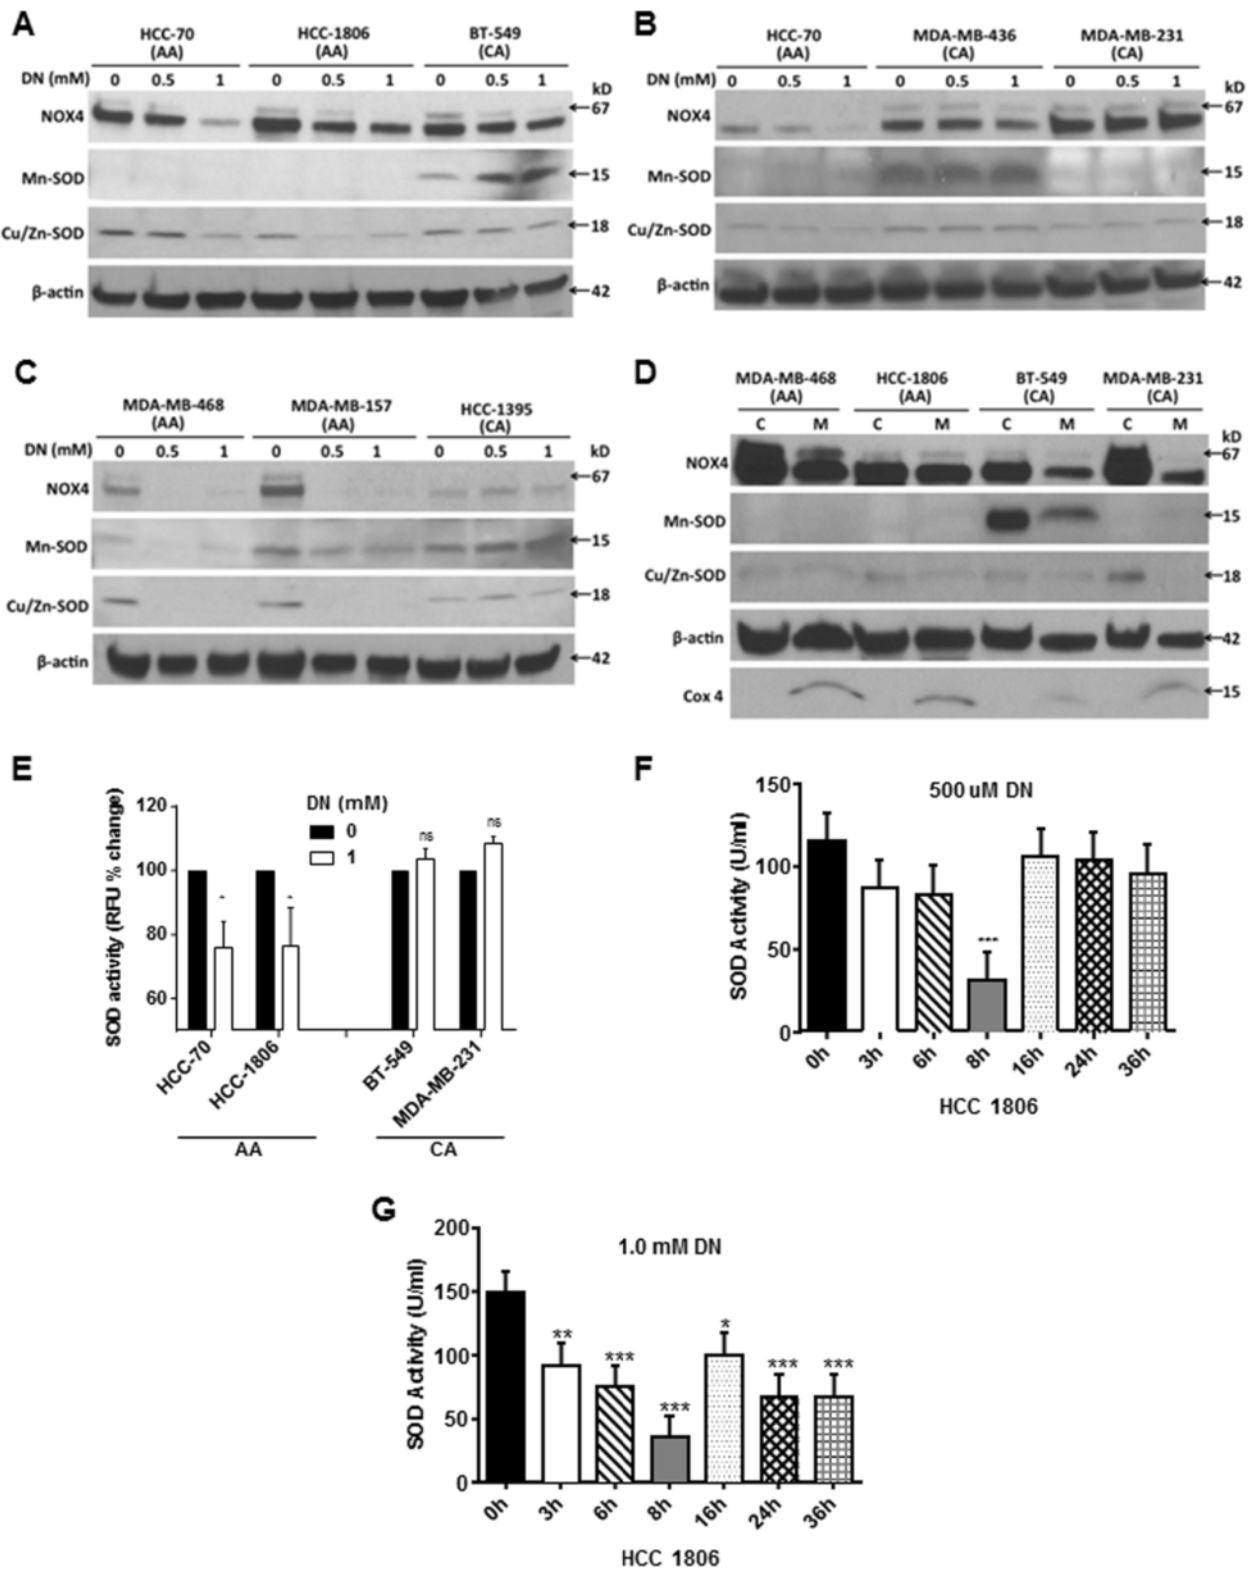 A
HCC-70 HCC-1806 BT-549
(AA) (AA) (CA)
DN (mM) 0 0.5 1 0 0.5 1 0 0.5 1 kD
NOX4 67
Mn-SOD 15
Cu/Zn-SOD 18
β-actin 42
B
HCC-70 MDA-MB-436 MDA-MB-231
(AA) (CA) (CA)
DN (mM) 0 0.5 1 0 0.5 1 0 0.5 1 kD
NOX4 67
Mn-SOD 15
Cu/Zn-SOD 18
β-actin 42
C
MDA-MB-468 MDA-MB-157 HCC-1395
(AA) (AA) (CA)
DN (mM) 0 0.5 1 0 0.5 1 0 0.5 1 kD
NOX4 67
Mn-SOD 15
Cu/Zn-SOD 18
β-actin 42
D
MDA-MB-468 HCC-1806 BT-549 MDA-MB-231
(AA) (AA) (CA) (CA)
C M C M C M C M kD
NOX4 67
Mn-SOD 15
Cu/Zn-SOD 18
β-actin 42
Cox 4 15
E
SOD activity (RFU % change)
120
100
80
60
DN (mM)
0
1
ns
ns
HCC-70 HCC-1806 BT-549 MDA-MB-231
AA CA
F
SOD Activity (U/ml)
150
100
50
0
500 uM DN
***
0h 3h 6h 8h 16h 24h 36h
HCC 1806
G
SOD Activity (U/ml)
200
150
100
50
0
1.0 mM DN
** *** *** * *** ***
0h 3h 6h 8h 16h 24h 36h
HCC 1806